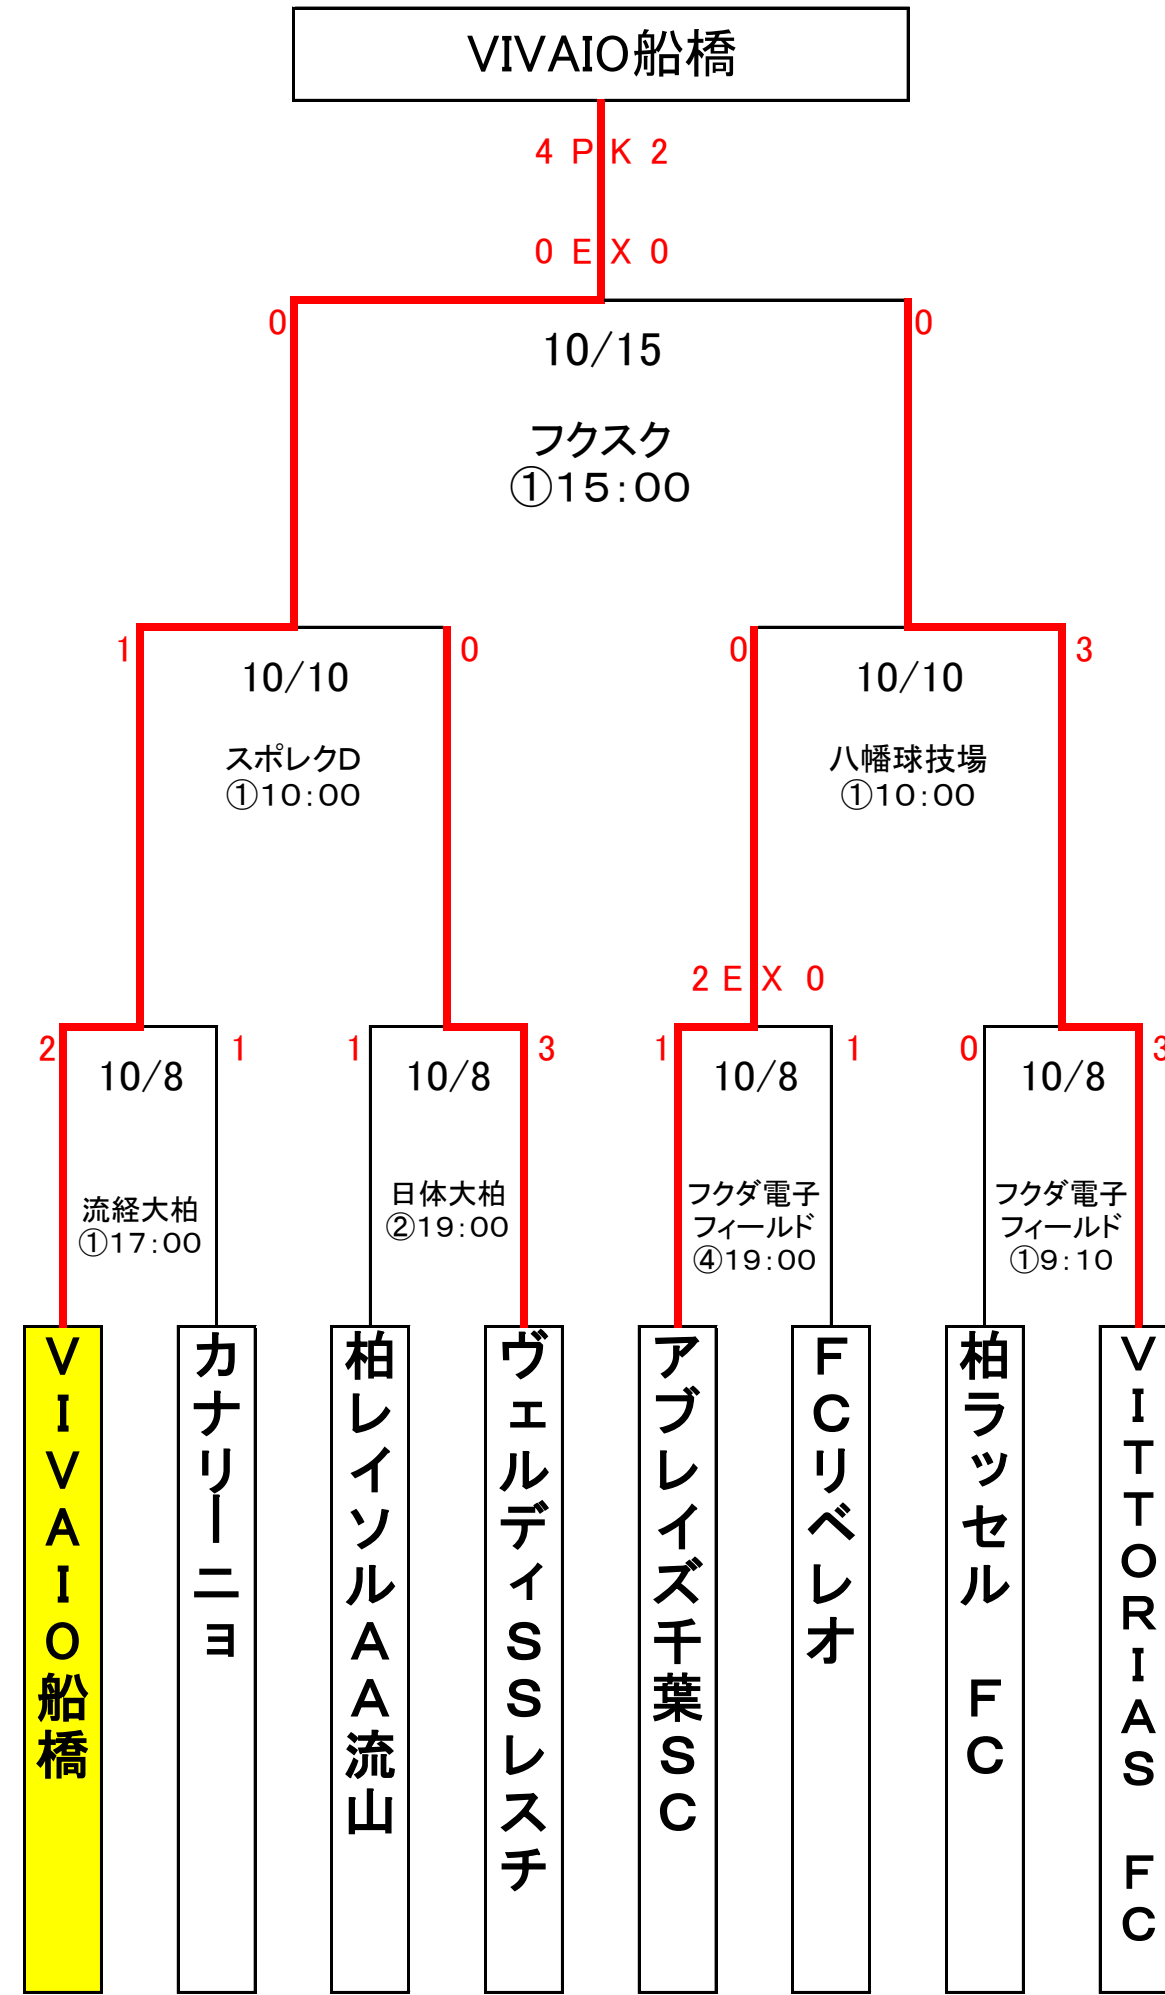 VIVAIO船橋
4 P K 2
0 E X 0
0
0
10/15
フクスク
①15:00
1
0
0
3
10/10
10/10
スポレクD
①10:00
八幡球技場
①10:00
2 E X 0
2
1
1
3
1
1
0
3
10/8
10/8
10/8
10/8
流経大柏
①17:00
日体大柏
②19:00
フクダ電子
フィールド
④19:00
フクダ電子
フィールド
①9:10
VIVAIO船橋
カナリーニョ
柏レイソルAA流山
ヴェルディSSレスチ
アブレイズ千葉SC
FCリベレオ
柏ラッセル FC
VITTORIAS FC